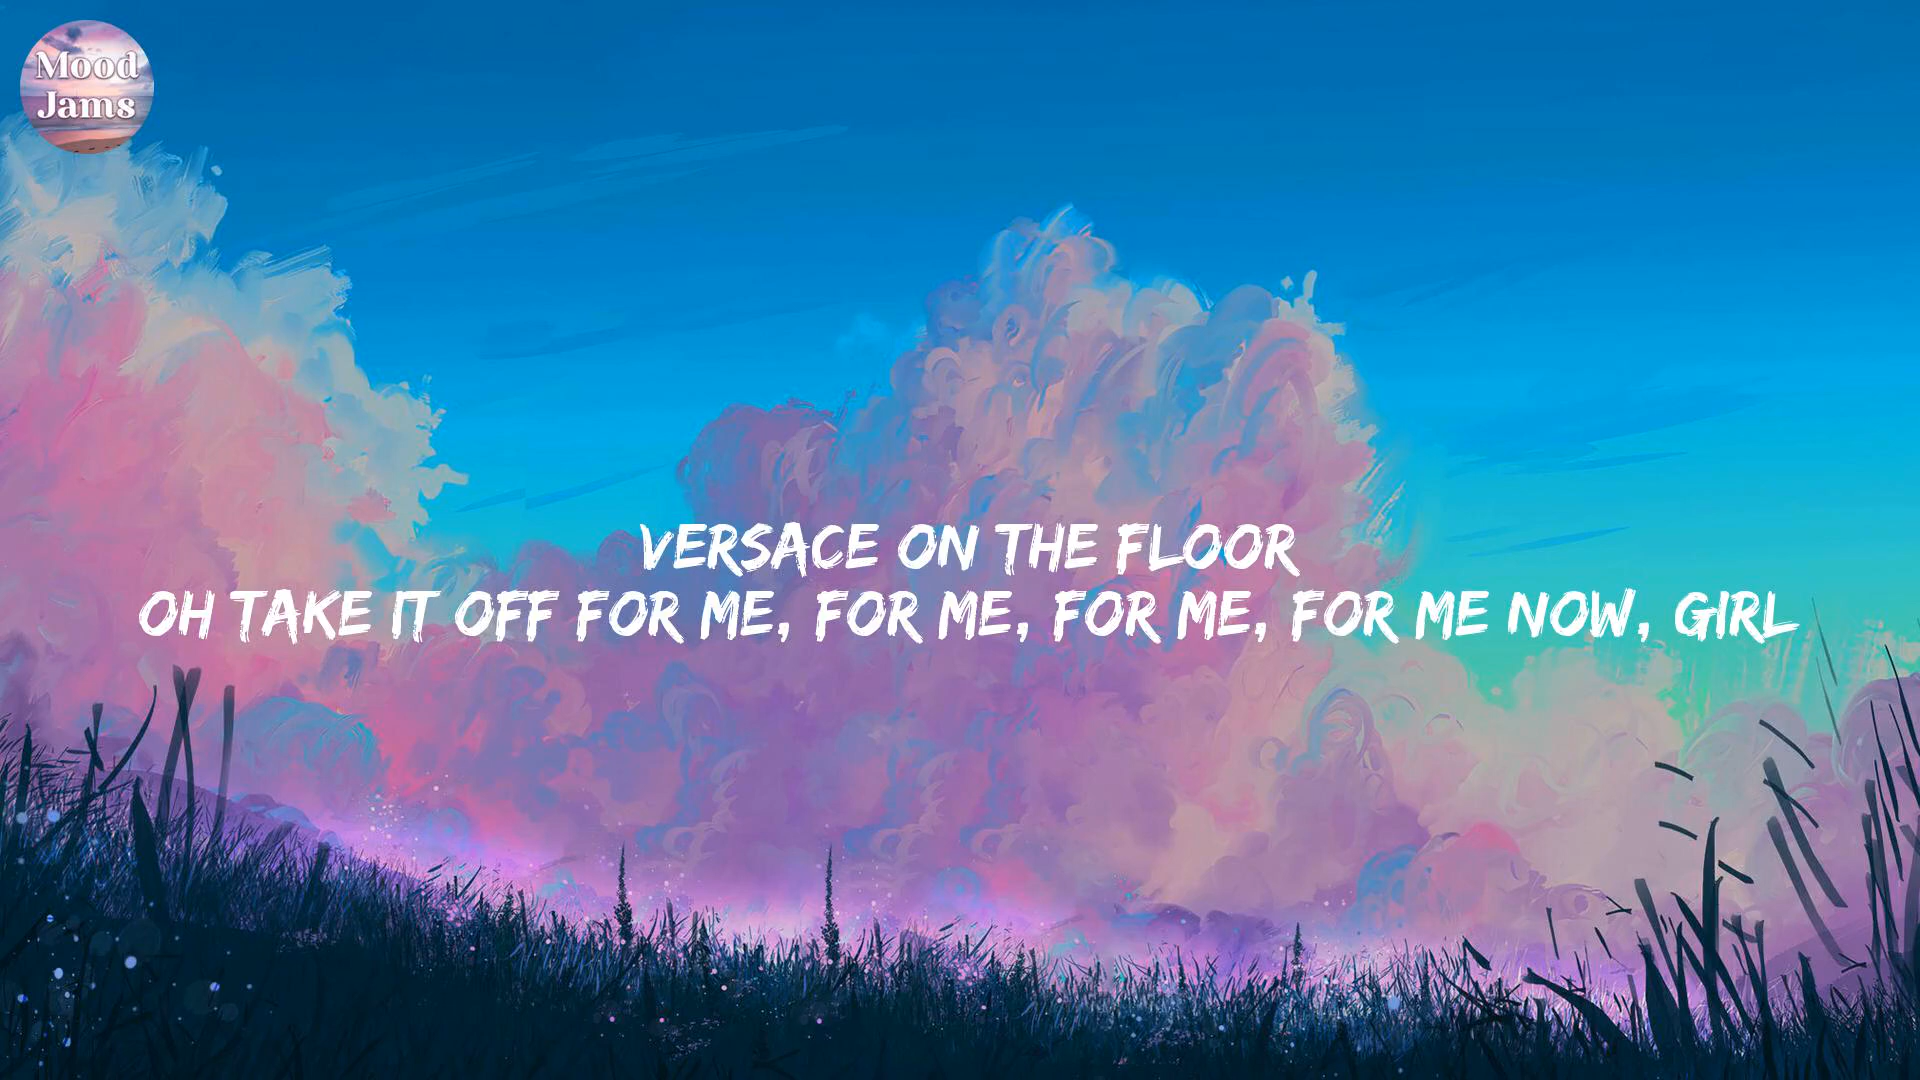 Mood
Jams
VERSACE ON THE FLOOR
OH TAKE IT OFF FOR ME, FOR ME, FOR ME, FOR ME NOW, GIRL